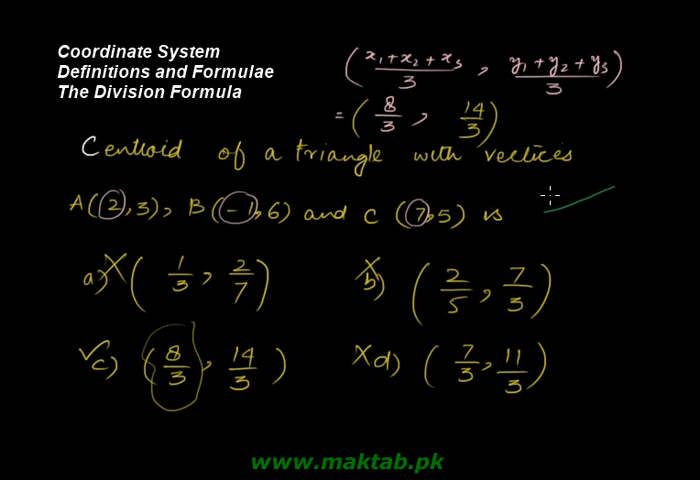 Coordinate System
Definitions and Formulae
The Division Formula
( x₁+x₂+x₃/3 , y₁+y₂+y₃/3 )
= ( 8/3 , 14/3 )
Centroid of a triangle with vertices
A(2,3), B(-1,6) and C (7,5) is
a) ( 1/3 , 2/7 )
b) ( 2/5 , 7/3 )
c) ( 8/3 , 14/3 )
d) ( 7/3 , 11/3 )
www.maktab.pk